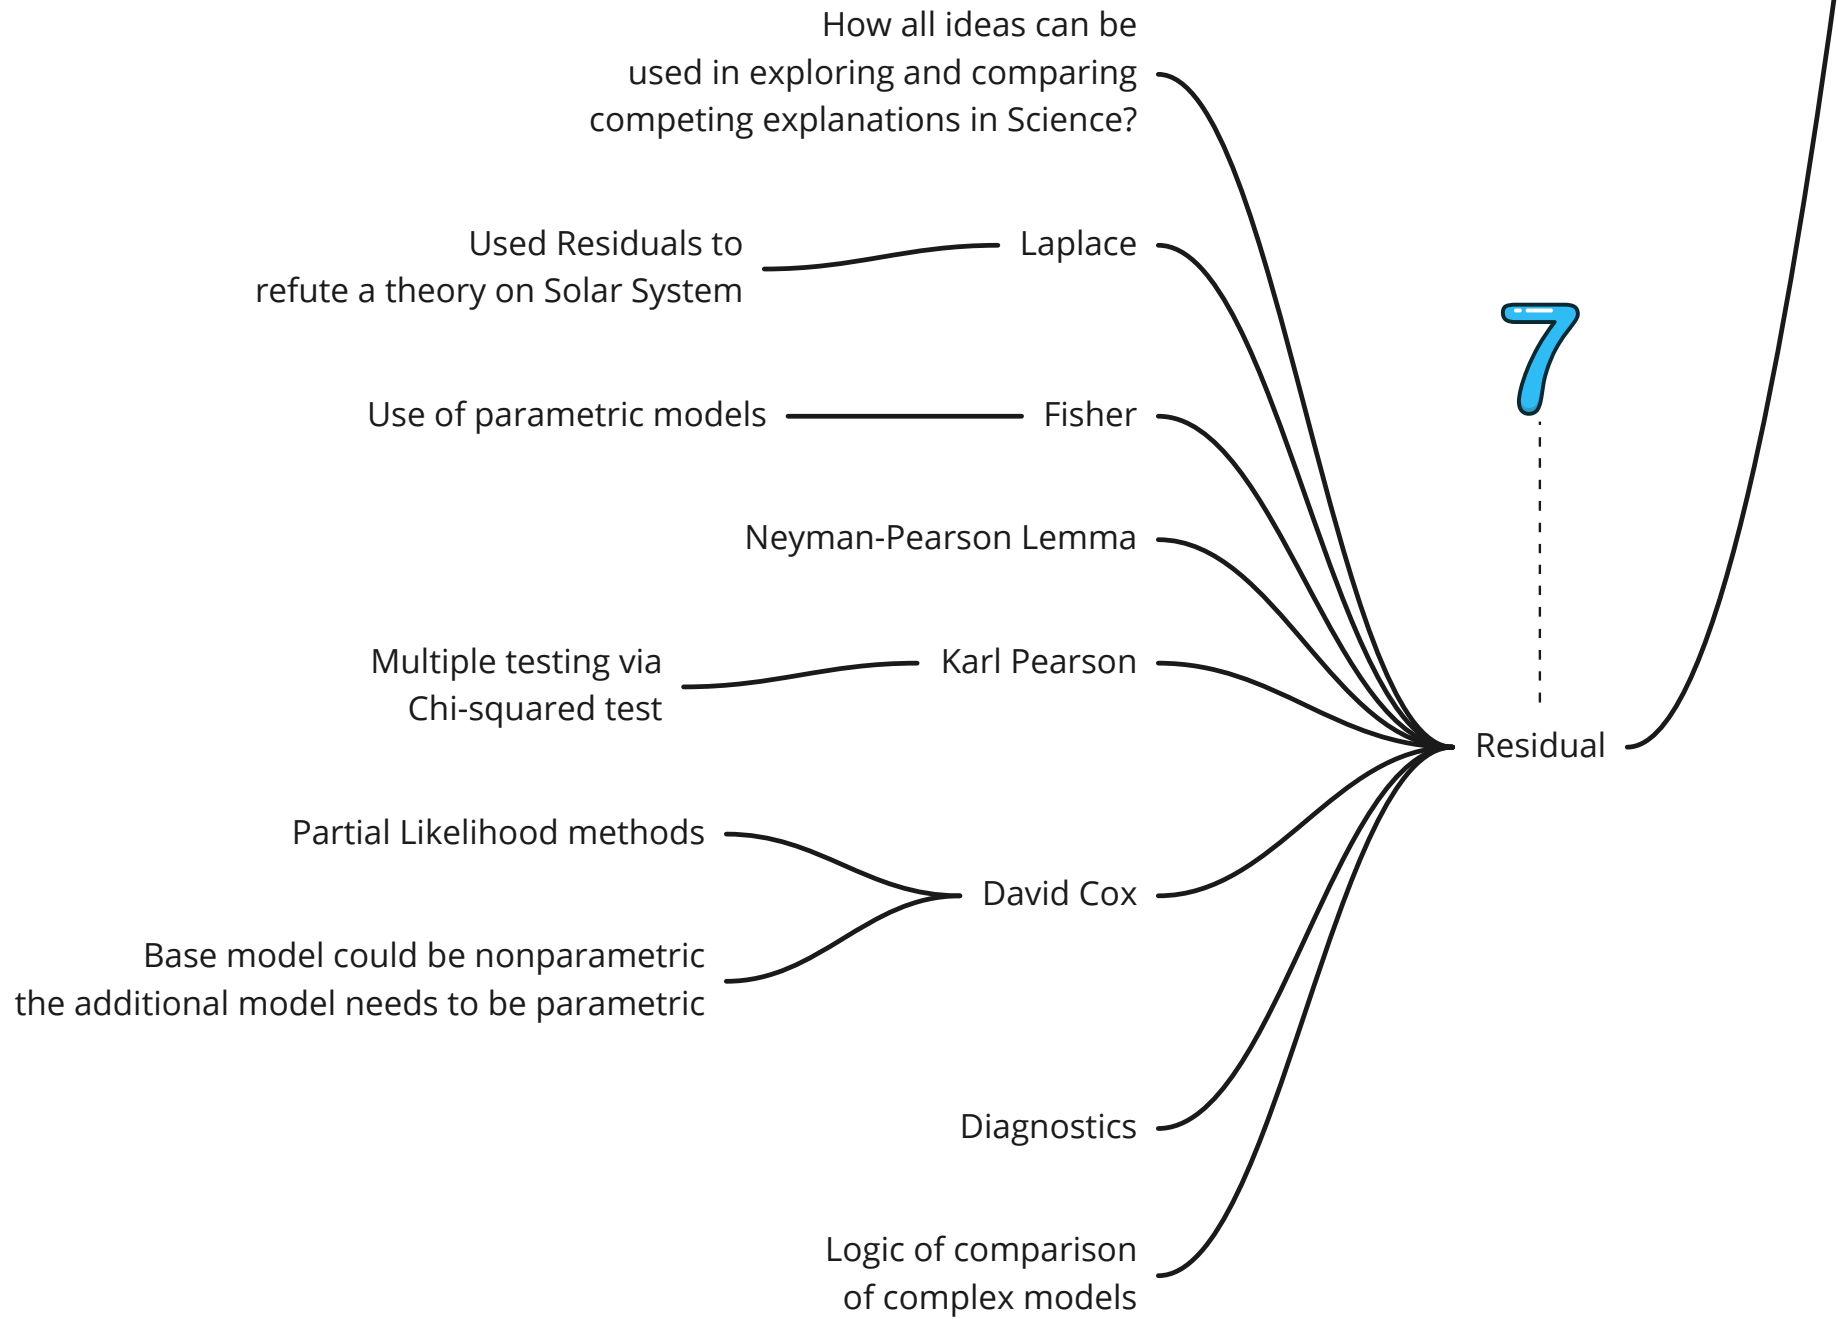 How all ideas can be
used in exploring and comparing
competing explanations in Science?
Used Residuals to
refute a theory on Solar System
Laplace
7
Use of parametric models
Fisher
Neyman-Pearson Lemma
Multiple testing via
Chi-squared test
Karl Pearson
Residual
Partial Likelihood methods
David Cox
Base model could be nonparametric
the additional model needs to be parametric
Diagnostics
Logic of comparison
of complex models